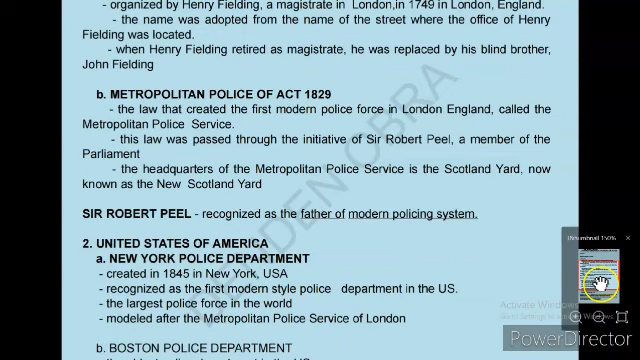 organized by Henry Fielding, a magistrate in London,in 1749 in London, England.
- the name was adopted from the name of the street where the office of Henry
Fielding was located.
- when Henry Fielding retired as magistrate, he was replaced by his blind brother,
John Fielding
b. METROPOLITAN POLICE OF ACT 1829
- the law that created the first modern police force in London England, called the
Metropolitan Police Service.
- this law was passed through the initiative of Sir Robert Peel, a member of the
Parliament
- the headquarters of the Metropolitan Police Service is the Scotland Yard, now
known as the New Scotland Yard
SIR ROBERT PEEL - recognized as the father of modern policing system.
2. UNITED STATES OF AMERICA
a. NEW YORK POLICE DEPARTMENT
- created in 1845 in New York, USA
- recognized as the first modern style police department in the US.
- the largest police force in the world
- modeled after the Metropolitan Police Service of London
b. BOSTON POLICE DEPARTMENT
OBRA
150%
Activate Windows
PowerDirector